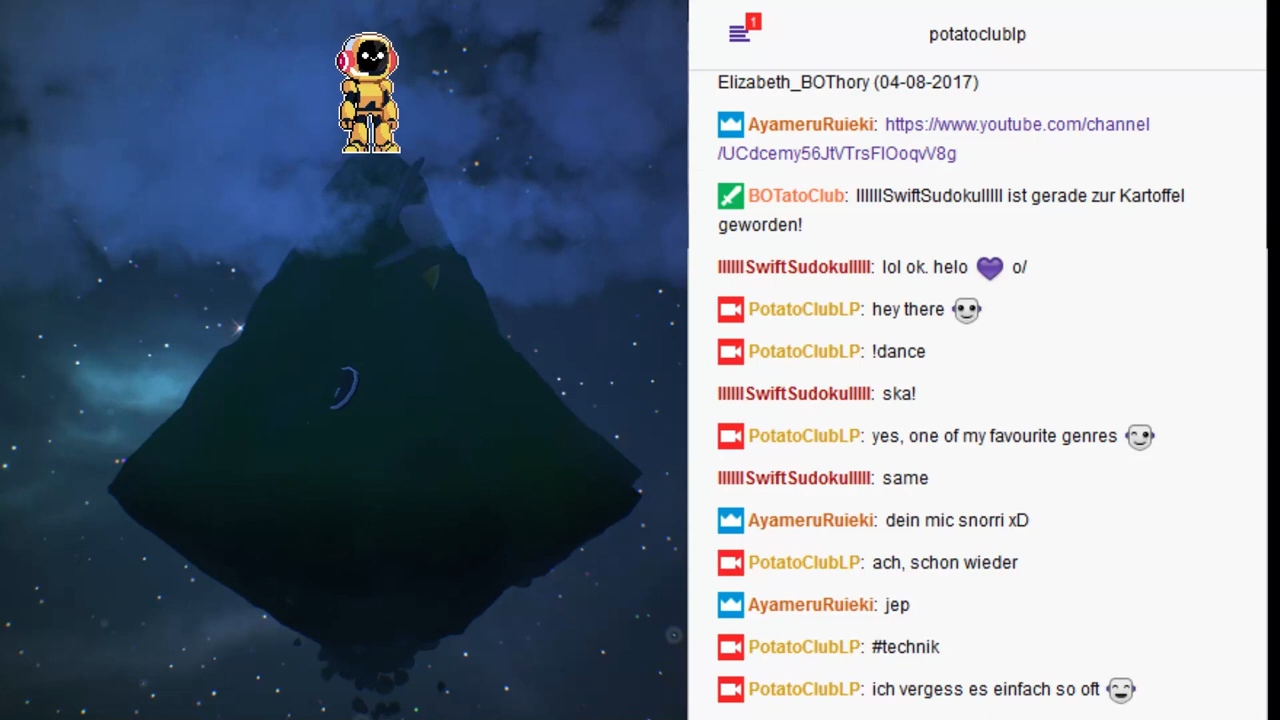 1
potatoclublp
Elizabeth_BOThory (04-08-2017)
AyameruRuieki: https://www.youtube.com/channel
/UCdcemy56JtVTrsFIOoqvV8g
BOTatoClub: IIIIIISwiftSudokuIIIII ist gerade zur Kartoffel
geworden!
IIIIIISwiftSudokuIIIII: lol ok. helo o/
PotatoClubLP: hey there
PotatoClubLP: !dance
IIIIIISwiftSudokuIIIII: ska!
PotatoClubLP: yes, one of my favourite genres
IIIIIISwiftSudokuIIIII: same
AyameruRuieki: dein mic snorri xD
PotatoClubLP: ach, schon wieder
AyameruRuieki: jep
PotatoClubLP: #technik
PotatoClubLP: ich vergess es einfach so oft